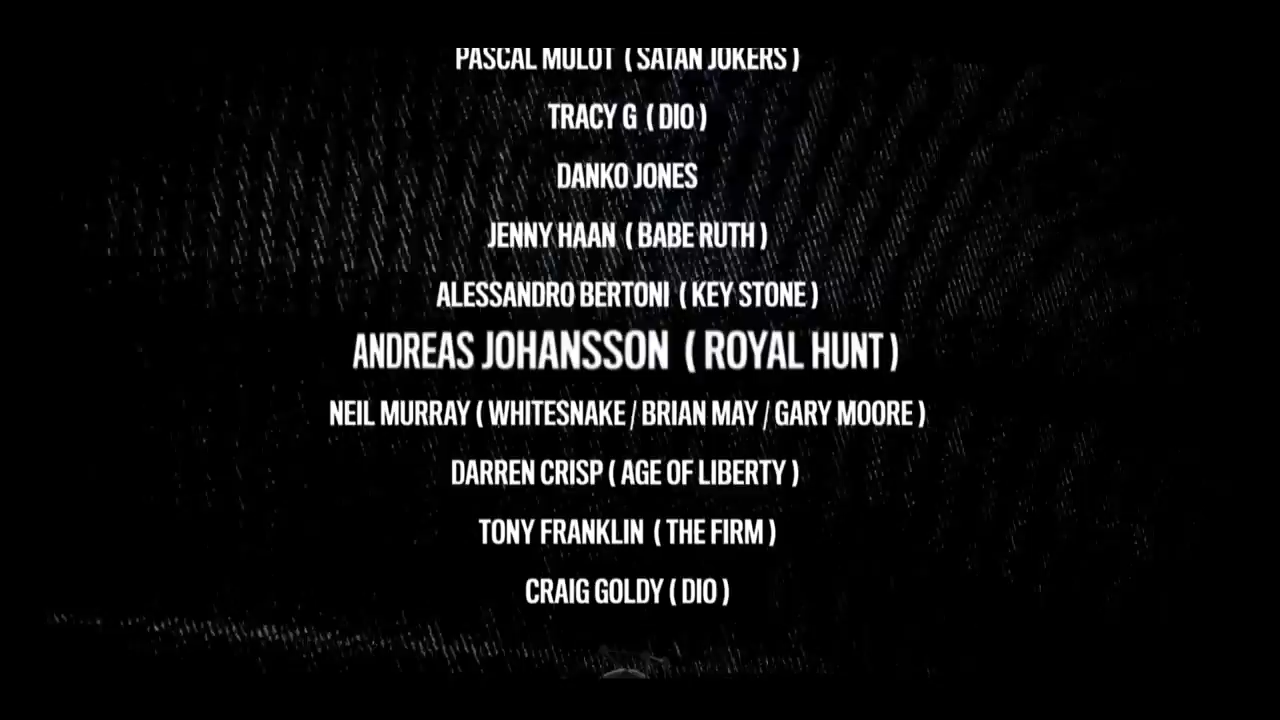 PASCAL MULOT ( SATAN JOKERS )
TRACY G ( DIO )
DANKO JONES
JENNY HAAN ( BABE RUTH )
ALESSANDRO BERTONI ( KEY STONE )
ANDREAS JOHANSSON ( ROYAL HUNT )
NEIL MURRAY ( WHITESNAKE / BRIAN MAY / GARY MOORE )
DARREN CRISP ( AGE OF LIBERTY )
TONY FRANKLIN ( THE FIRM )
CRAIG GOLDY ( DIO )